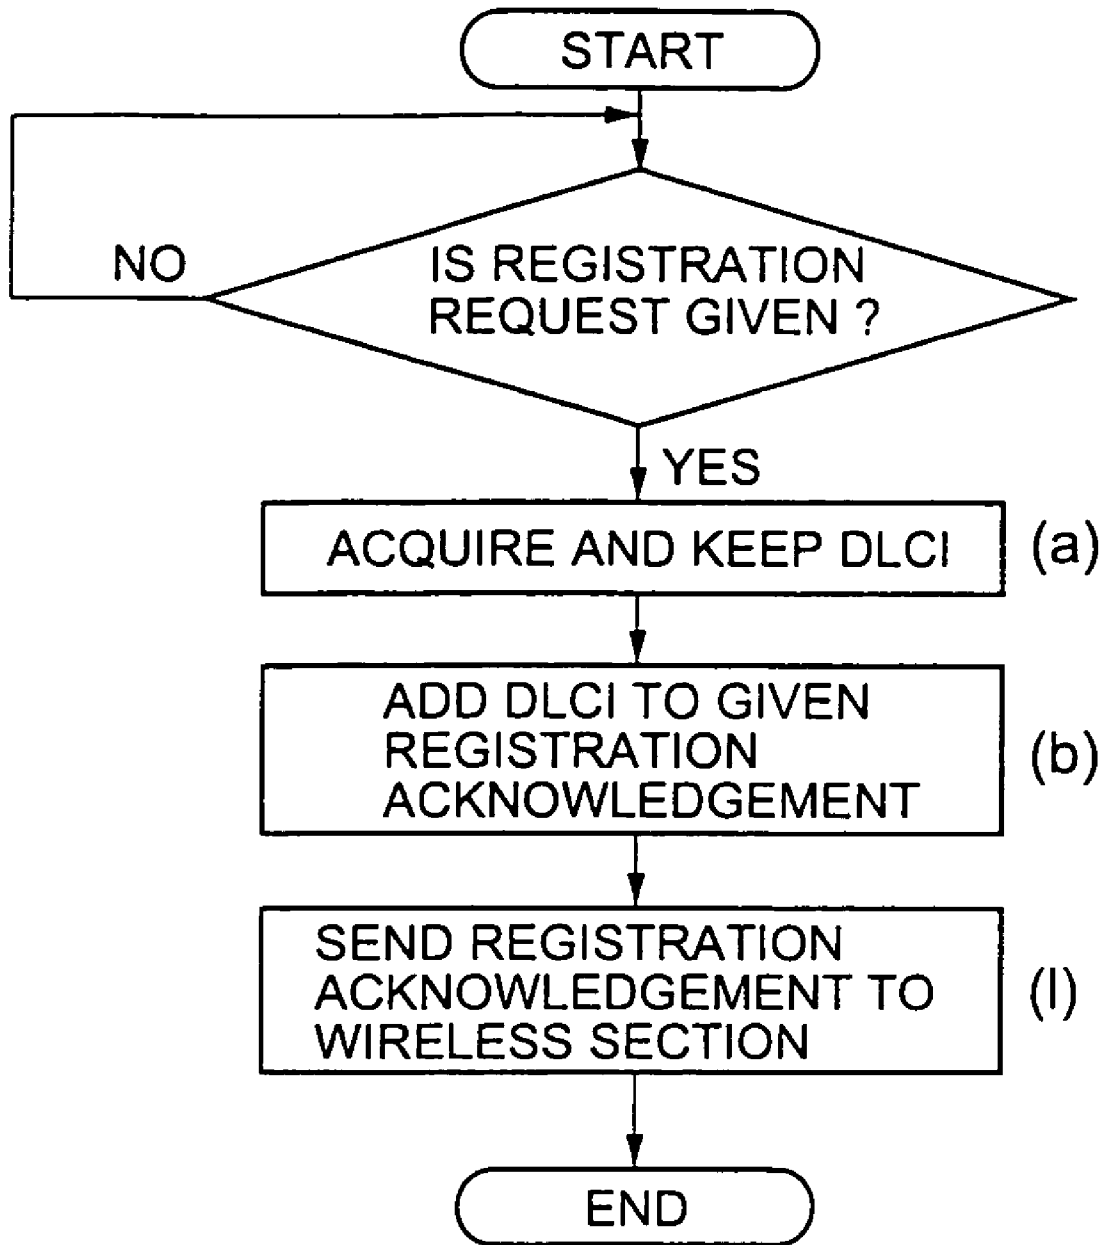 START
NO
IS REGISTRATION
REQUEST GIVEN ?
YES
ACQUIRE AND KEEP DLCI
(a)
ADD DLCI TO GIVEN
REGISTRATION
ACKNOWLEDGEMENT
(b)
SEND REGISTRATION
ACKNOWLEDGEMENT TO
WIRELESS SECTION
(l)
END